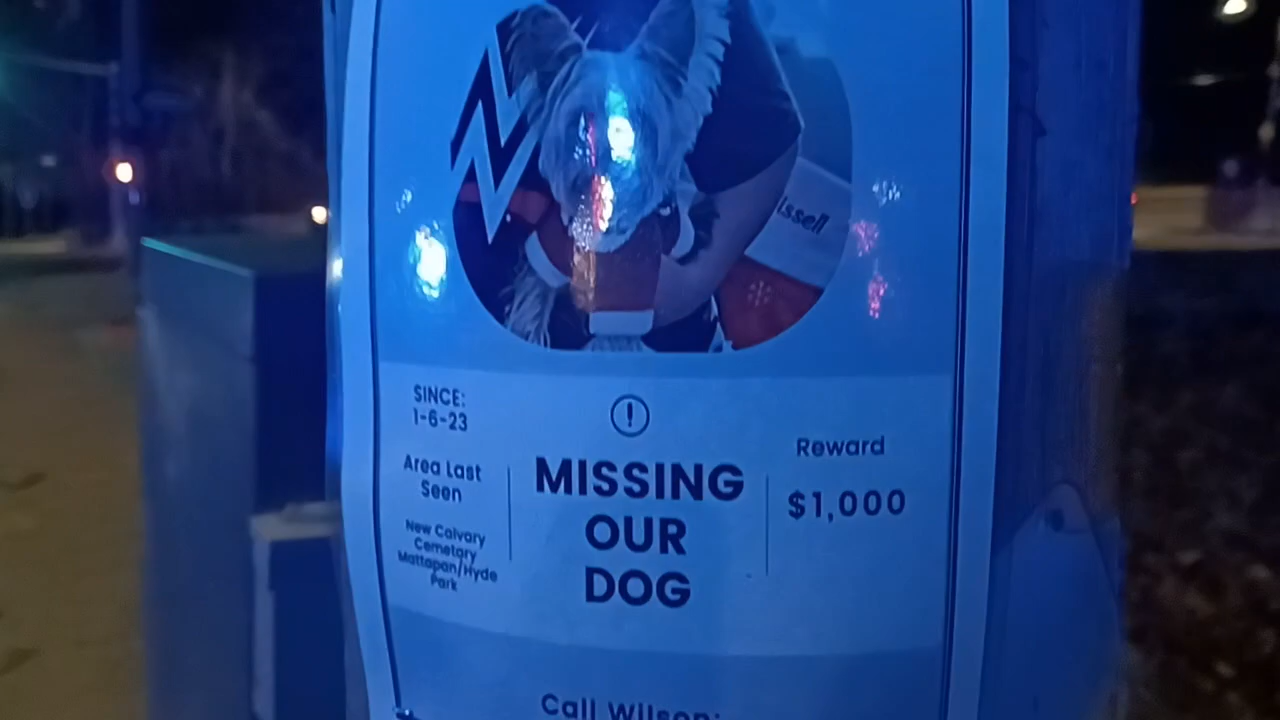 issell
SINCE:
1-6-23
Area Last
Seen
New Calvary
Cemetary
Mattapan/Hyde
Park
MISSING
OUR
DOG
Reward
$1,000
Call Wilson: